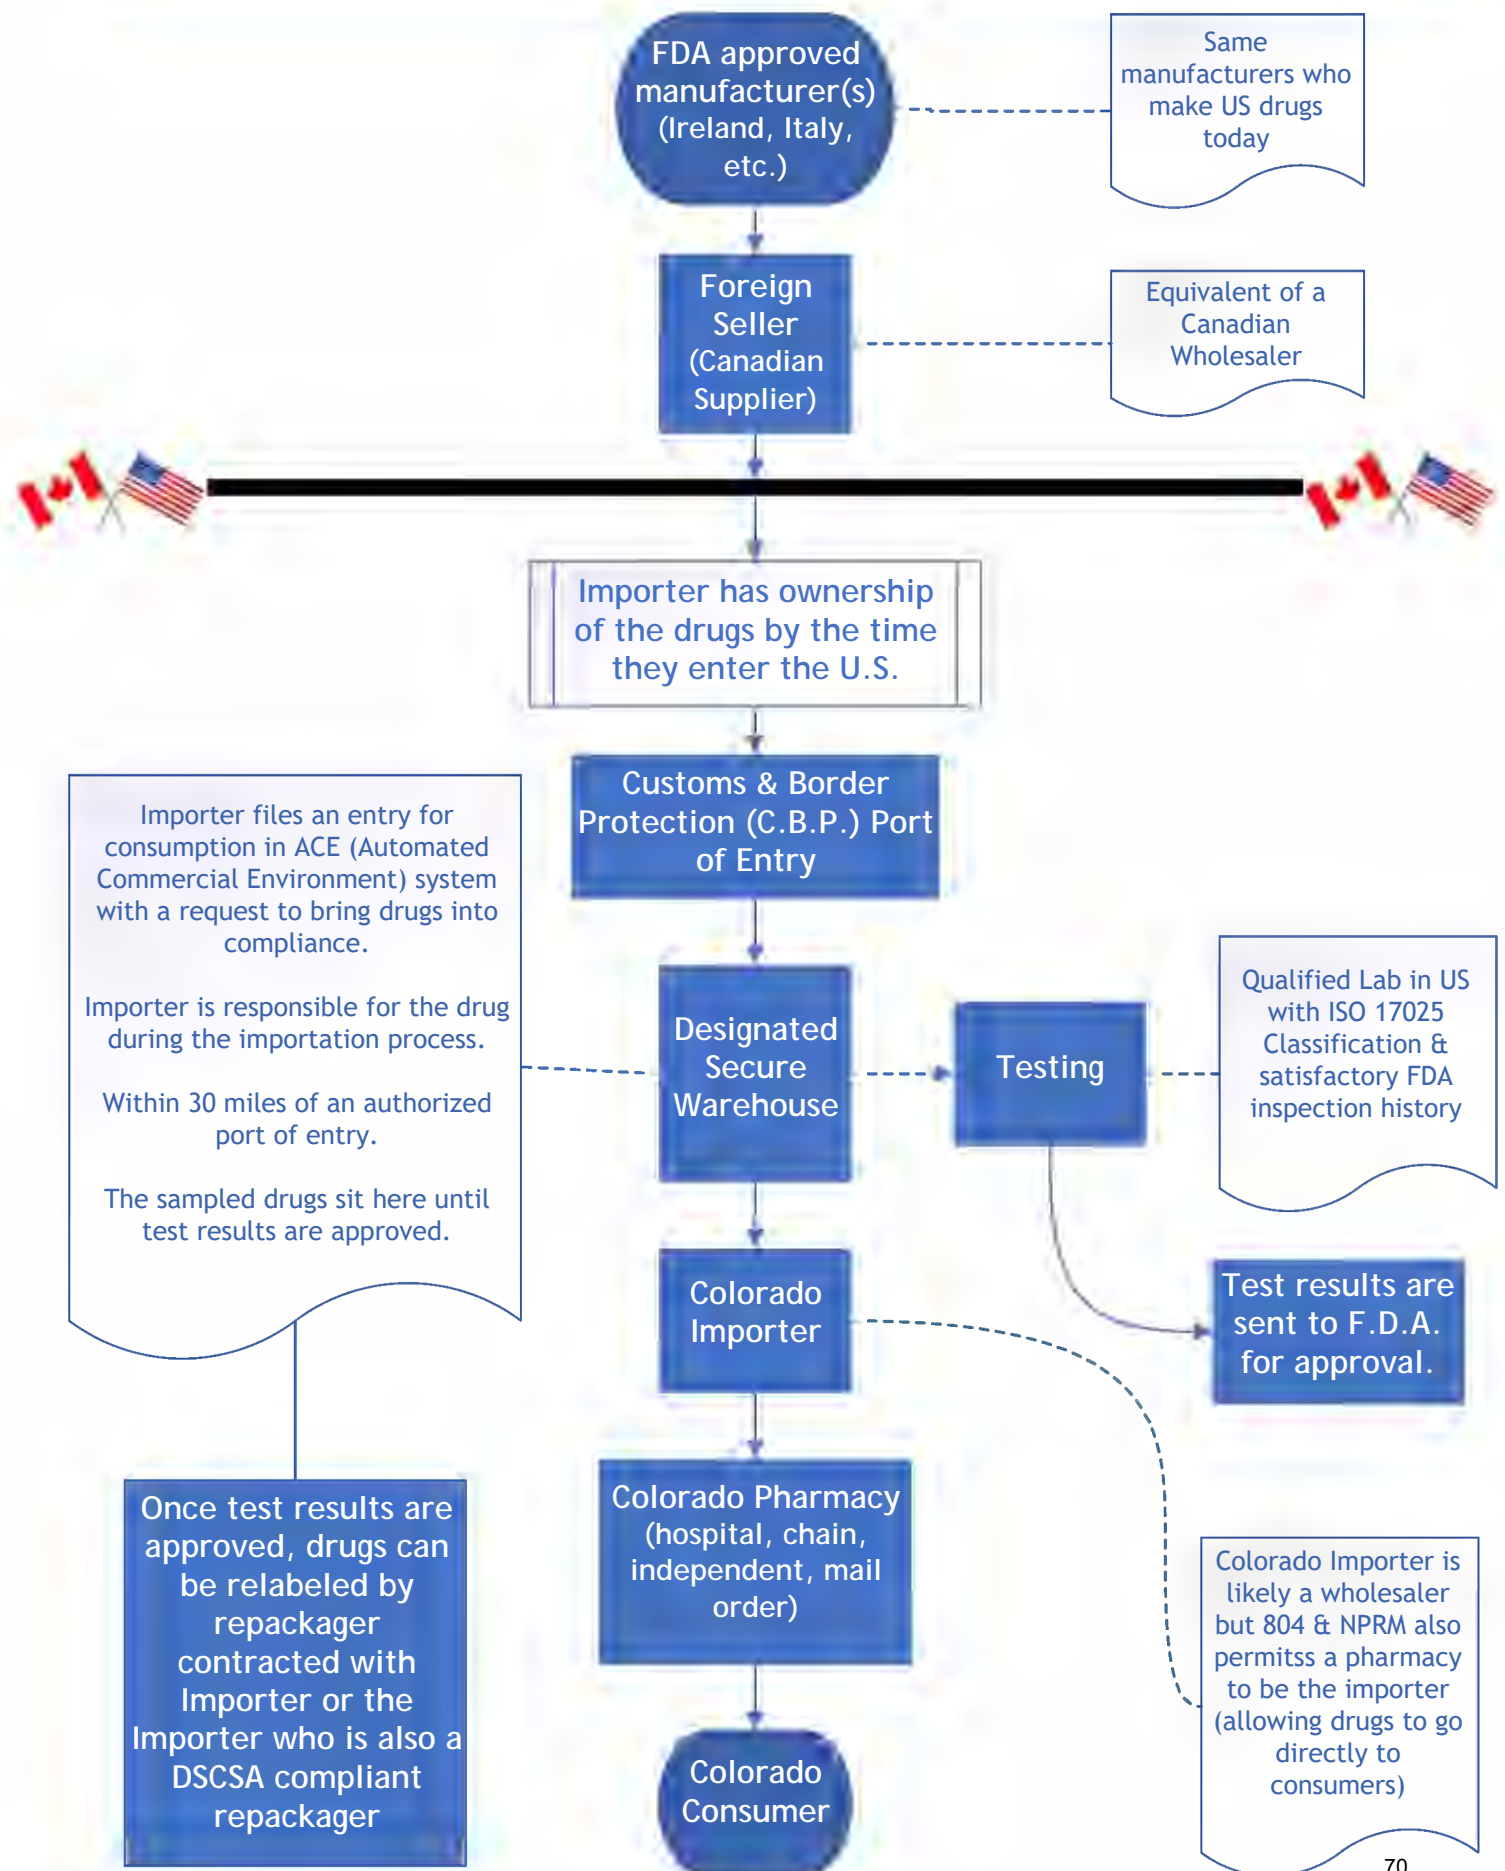 FDA approved
manufacturer(s)
(Ireland, Italy,
etc.)
Same
manufacturers who
make US drugs
today
Foreign
Seller
(Canadian
Supplier)
Equivalent of a
Canadian
Wholesaler
Importer has ownership
of the drugs by the time
they enter the U.S.
Customs & Border
Protection (C.B.P.) Port
of Entry
Importer files an entry for
consumption in ACE (Automated
Commercial Environment) system
with a request to bring drugs into
compliance.
Importer is responsible for the drug
during the importation process.
Within 30 miles of an authorized
port of entry.
The sampled drugs sit here until
test results are approved.
Designated
Secure
Warehouse
Testing
Qualified Lab in US
with ISO 17025
Classification &
satisfactory FDA
inspection history
Colorado
Importer
Test results are
sent to F.D.A.
for approval.
Once test results are
approved, drugs can
be relabeled by
repackager
contracted with
Importer or the
Importer who is also a
DSCSA compliant
repackager
Colorado Pharmacy
(hospital, chain,
independent, mail
order)
Colorado Importer is
likely a wholesaler
but 804 & NPRM also
permitss a pharmacy
to be the importer
(allowing drugs to go
directly to
consumers)
Colorado
Consumer
70